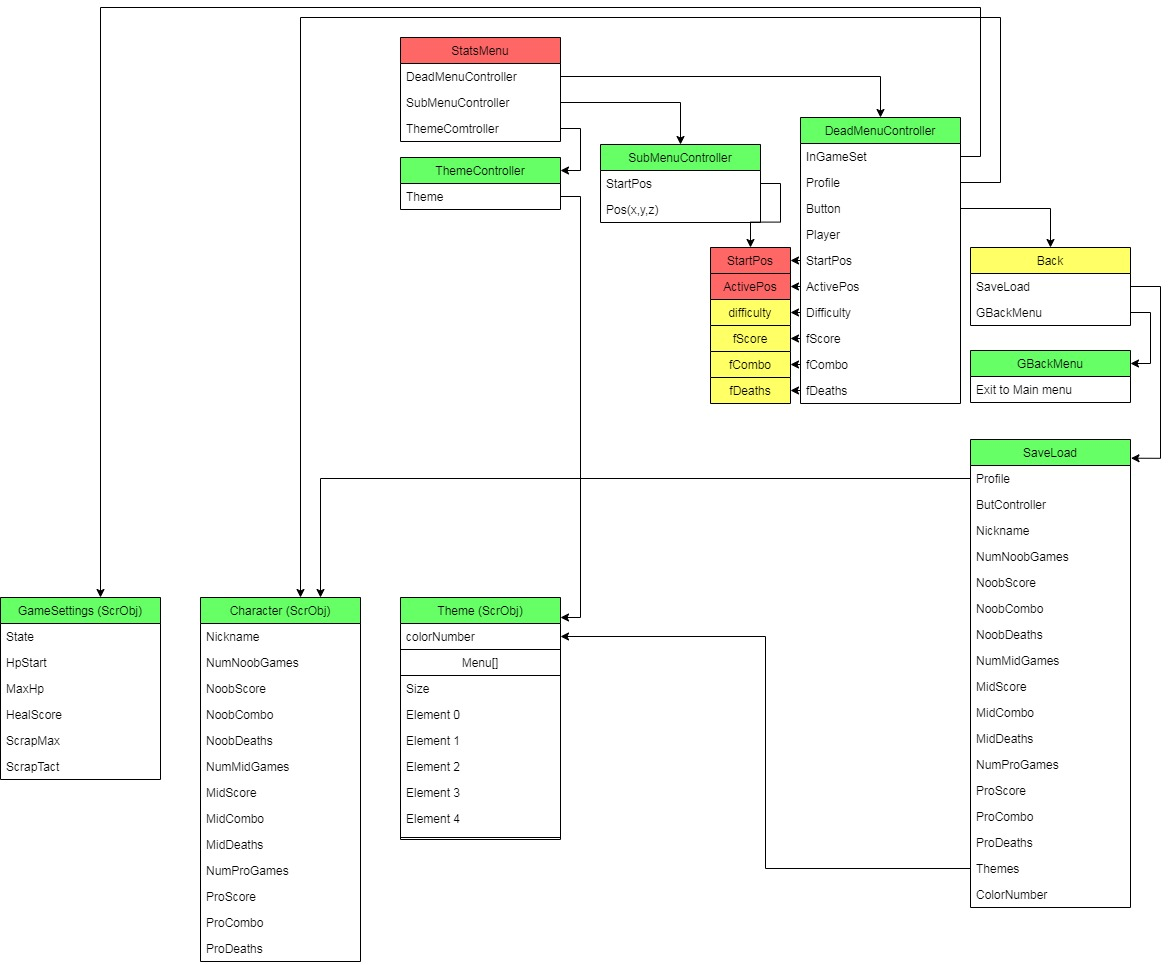 StatsMenu
DeadMenuController
SubMenuController
ThemeComtroller
ThemeController
Theme
SubMenuController
StartPos
Pos(x,y,z)
DeadMenuController
InGameSet
Profile
Button
Player
StartPos
ActivePos
Difficulty
fScore
fCombo
fDeaths
StartPos
ActivePos
difficulty
fScore
fCombo
fDeaths
Back
SaveLoad
GBackMenu
GBackMenu
Exit to Main menu
SaveLoad
Profile
ButController
Nickname
NumNoobGames
NoobScore
NoobCombo
NoobDeaths
NumMidGames
MidScore
MidCombo
MidDeaths
NumProGames
ProScore
ProCombo
ProDeaths
Themes
ColorNumber
GameSettings (ScrObj)
State
HpStart
MaxHp
HealScore
ScrapMax
ScrapTact
Character (ScrObj)
Nickname
NumNoobGames
NoobScore
NoobCombo
NoobDeaths
NumMidGames
MidScore
MidCombo
MidDeaths
NumProGames
ProScore
ProCombo
ProDeaths
Theme (ScrObj)
colorNumber
Menu[]
Size
Element 0
Element 1
Element 2
Element 3
Element 4